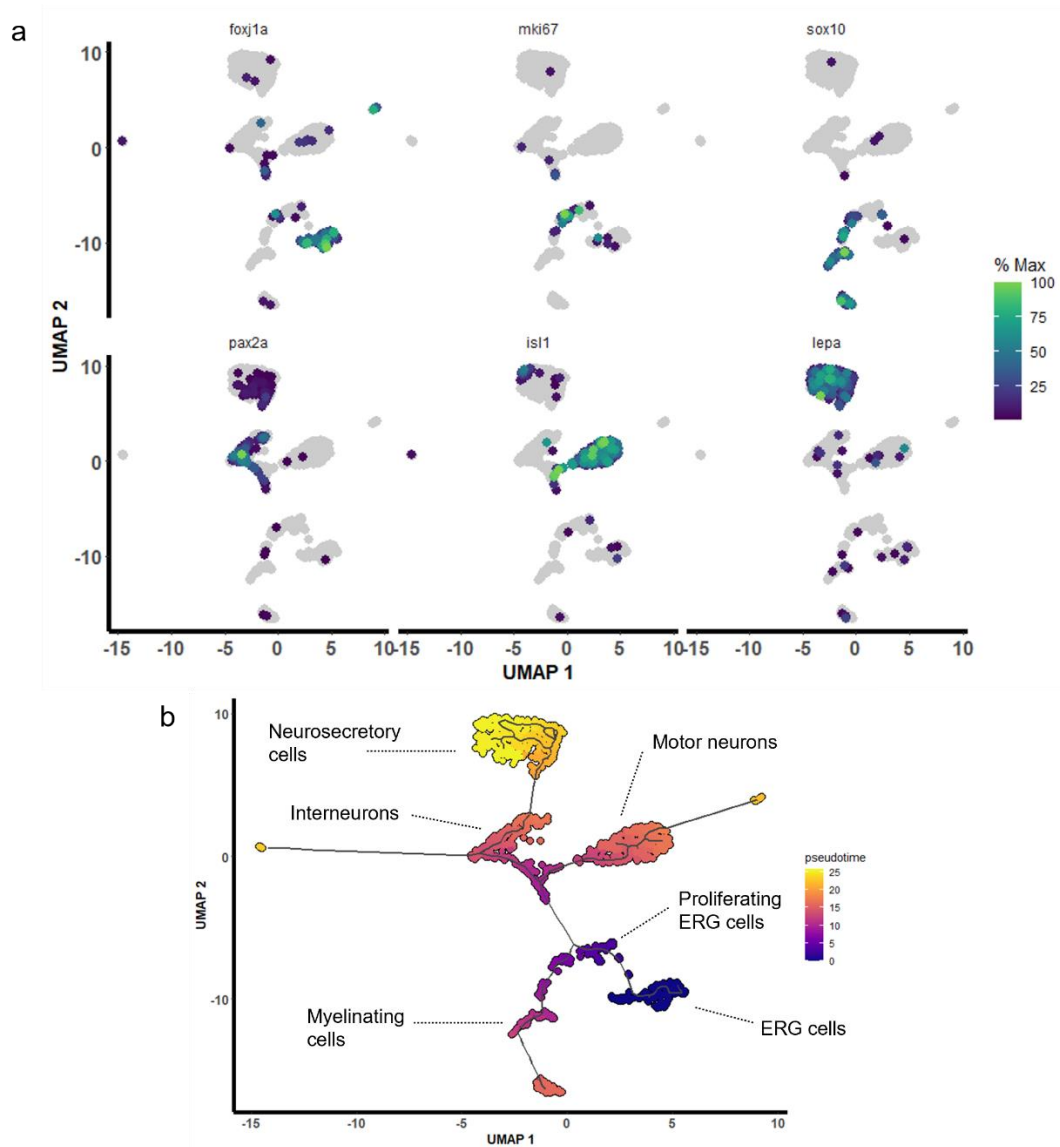 a
foxj1a mki67 sox10
10
0
-10
% Max
100
75
50
25
UMAP 2
pax2a isl1 lepa
10
0
-10
-15 -10 -5 0 5 10 -15 -10 -5 0 5 10 -15 -10 -5 0 5 10
UMAP 1
b
10
Neurosecretory
cells
Motor neurons
Interneurons
0
UMAP 2
pseudotime
25
20
15
10
5
0
Proliferating
ERG cells
-10
Myelinating
cells
ERG cells
-15 -10 -5 0 5 10
UMAP 1